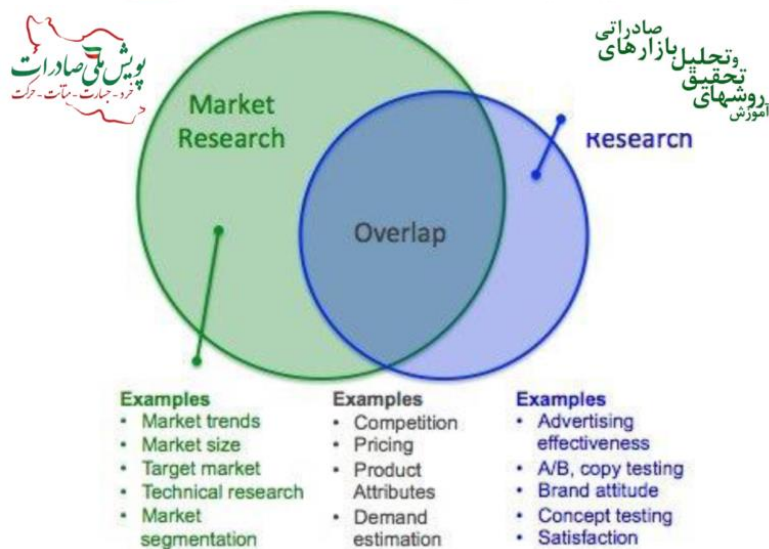 پویش ملی صادرات
خرد - جسارت - متانت - حرکت
صادراتی
بازارهای
وتحلیل
تحقیق
روشهای
آموزش
Market
Research
Research
Overlap
Examples
• Market trends
• Market size
• Target market
• Technical research
• Market
segmentation
Examples
• Competition
• Pricing
• Product
Attributes
• Demand
estimation
Examples
• Advertising
effectiveness
• A/B, copy testing
• Brand attitude
• Concept testing
• Satisfaction